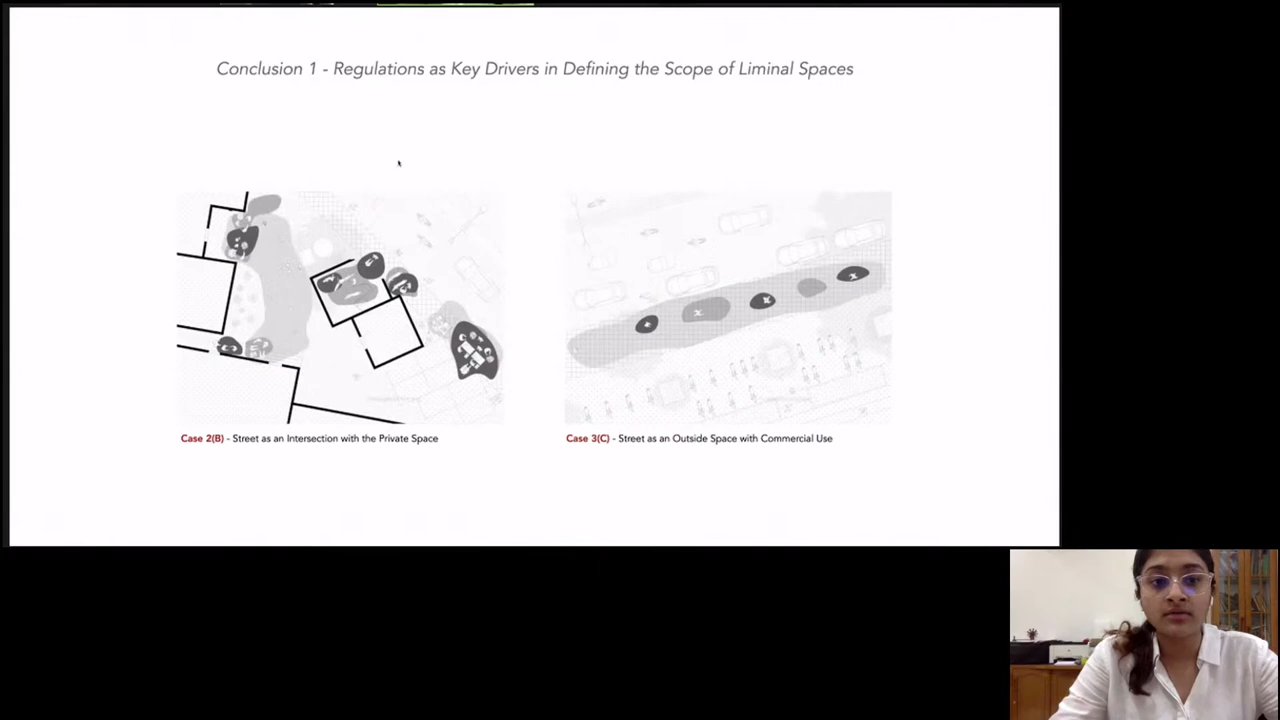 Conclusion 1 - Regulations as Key Drivers in Defining the Scope of Liminal Spaces
Case 2(B) - Street as an Intersection with the Private Space
Case 3(C) - Street as an Outside Space with Commercial Use